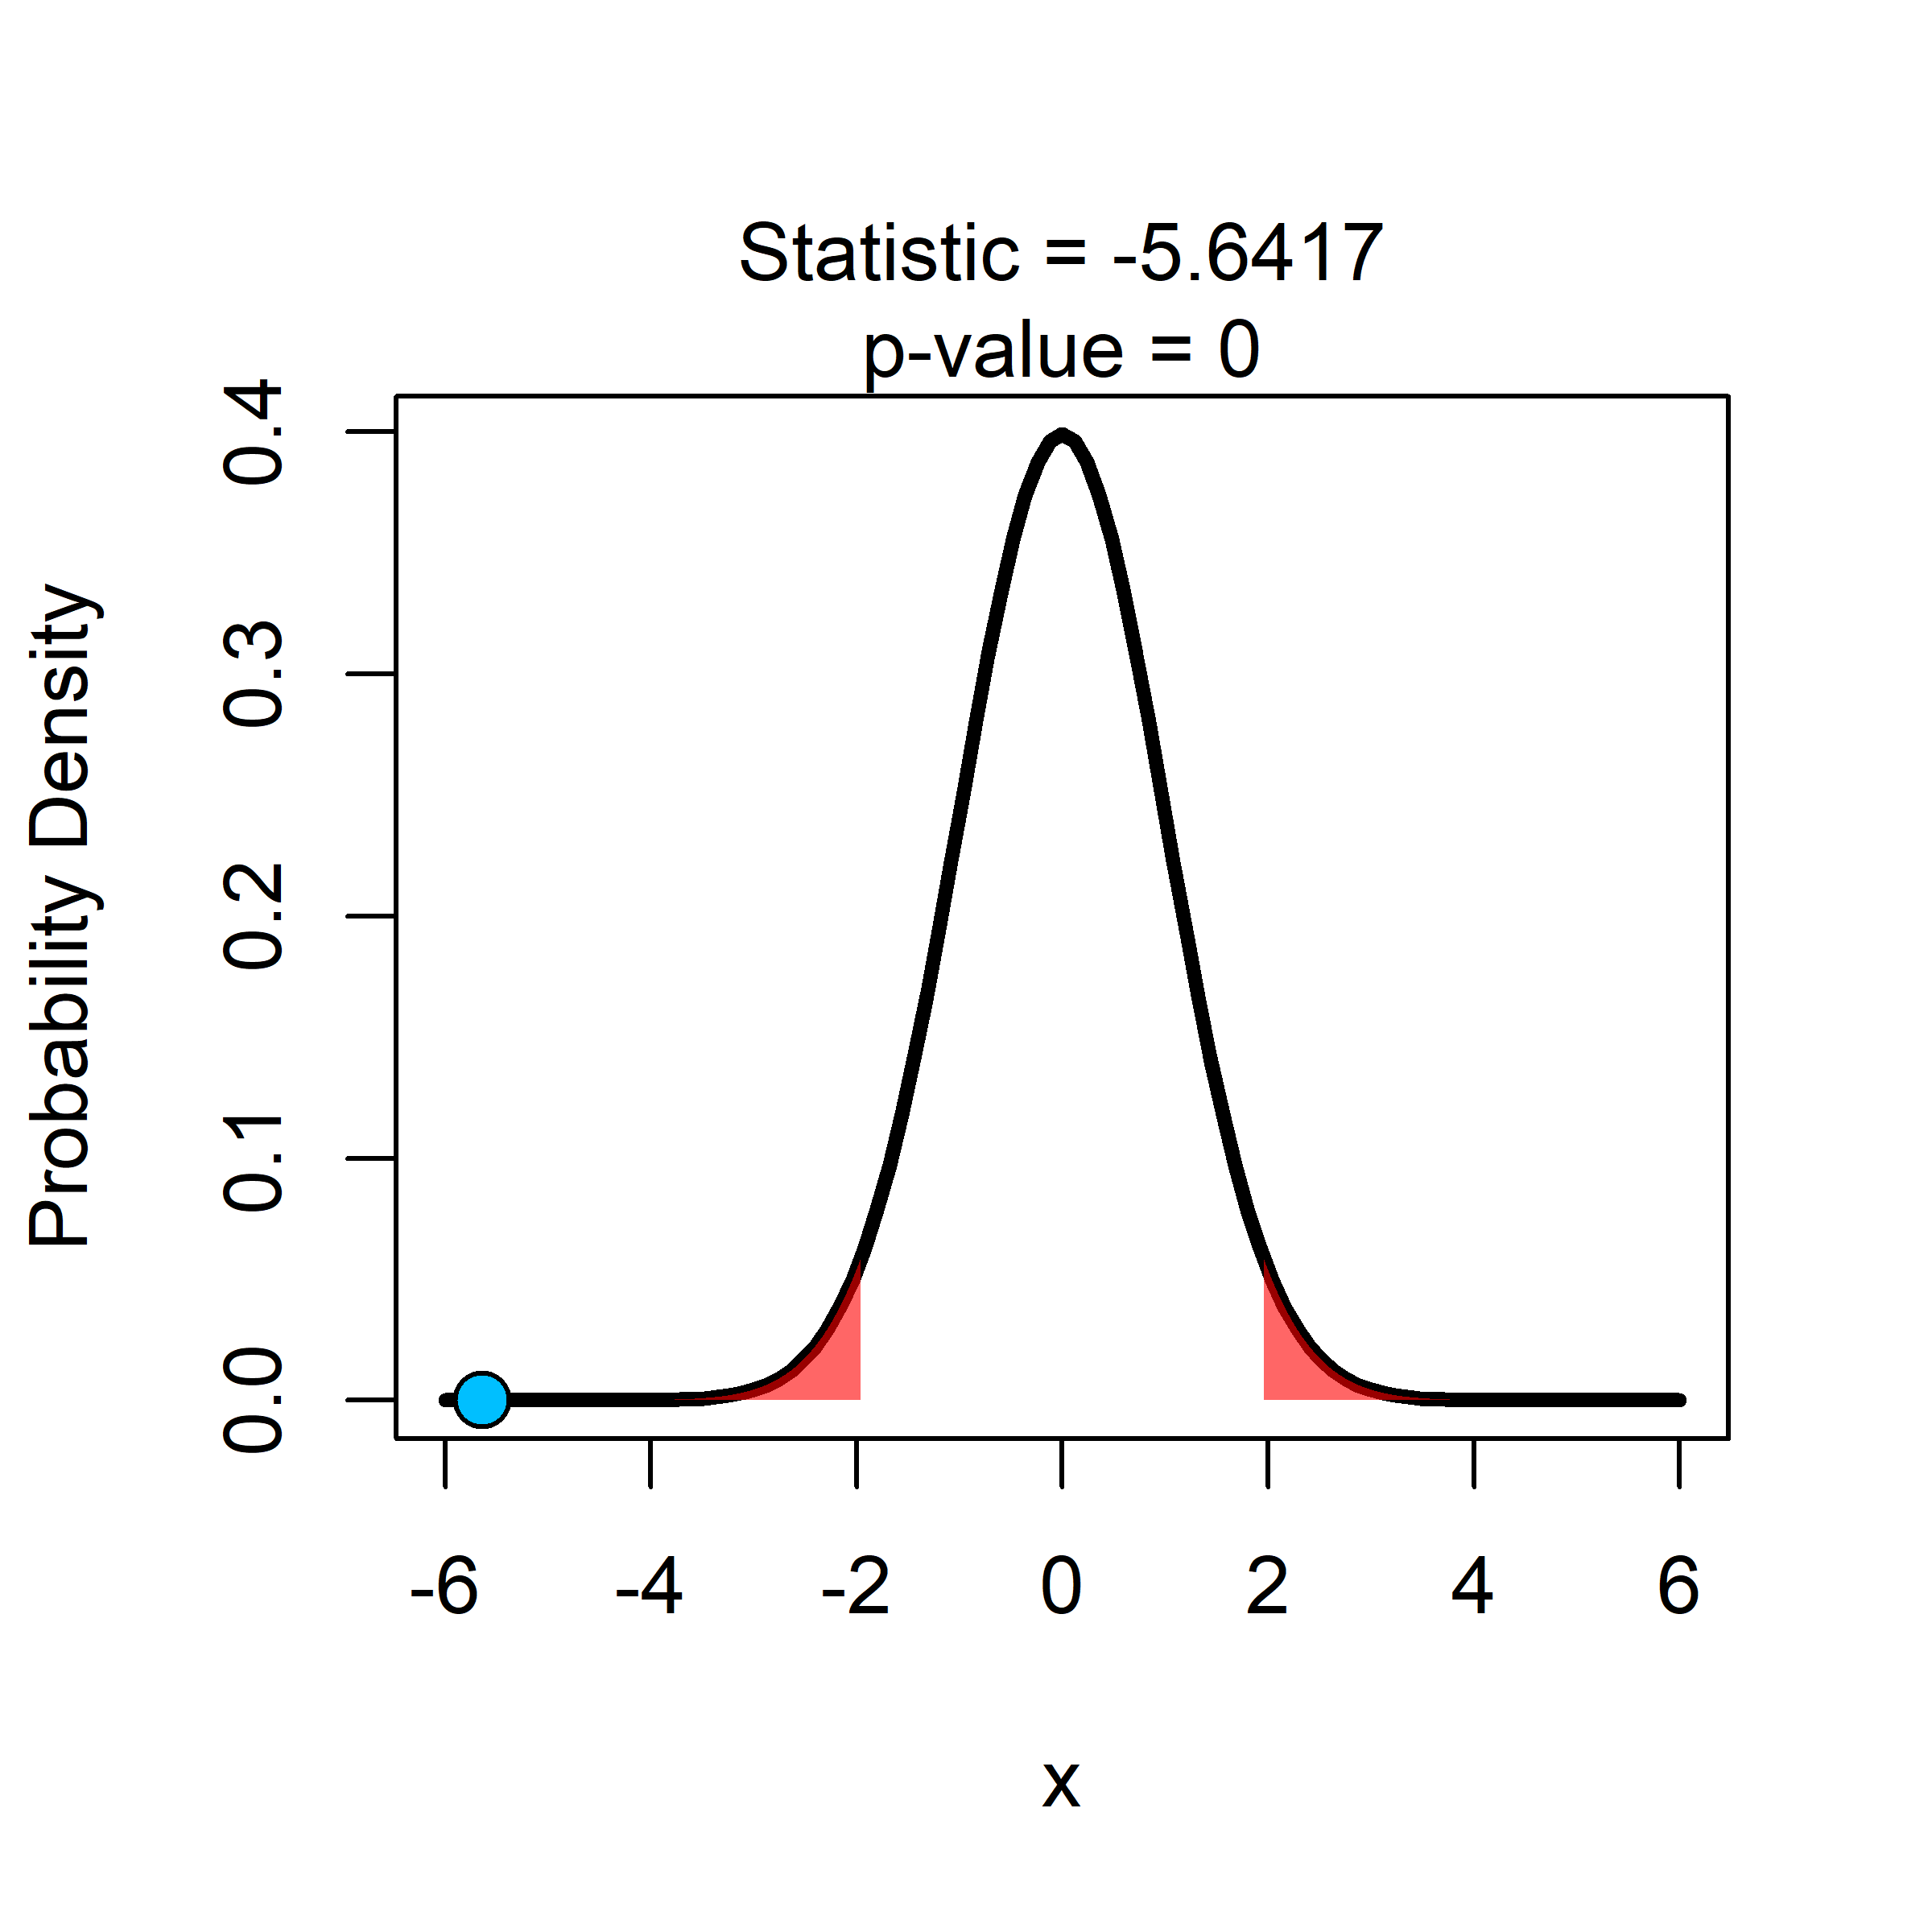 Statistic = -5.6417
p-value = 0
Probability Density
0.4
0.3
0.2
0.1
0.0
-6 -4 -2 0 2 4 6
x